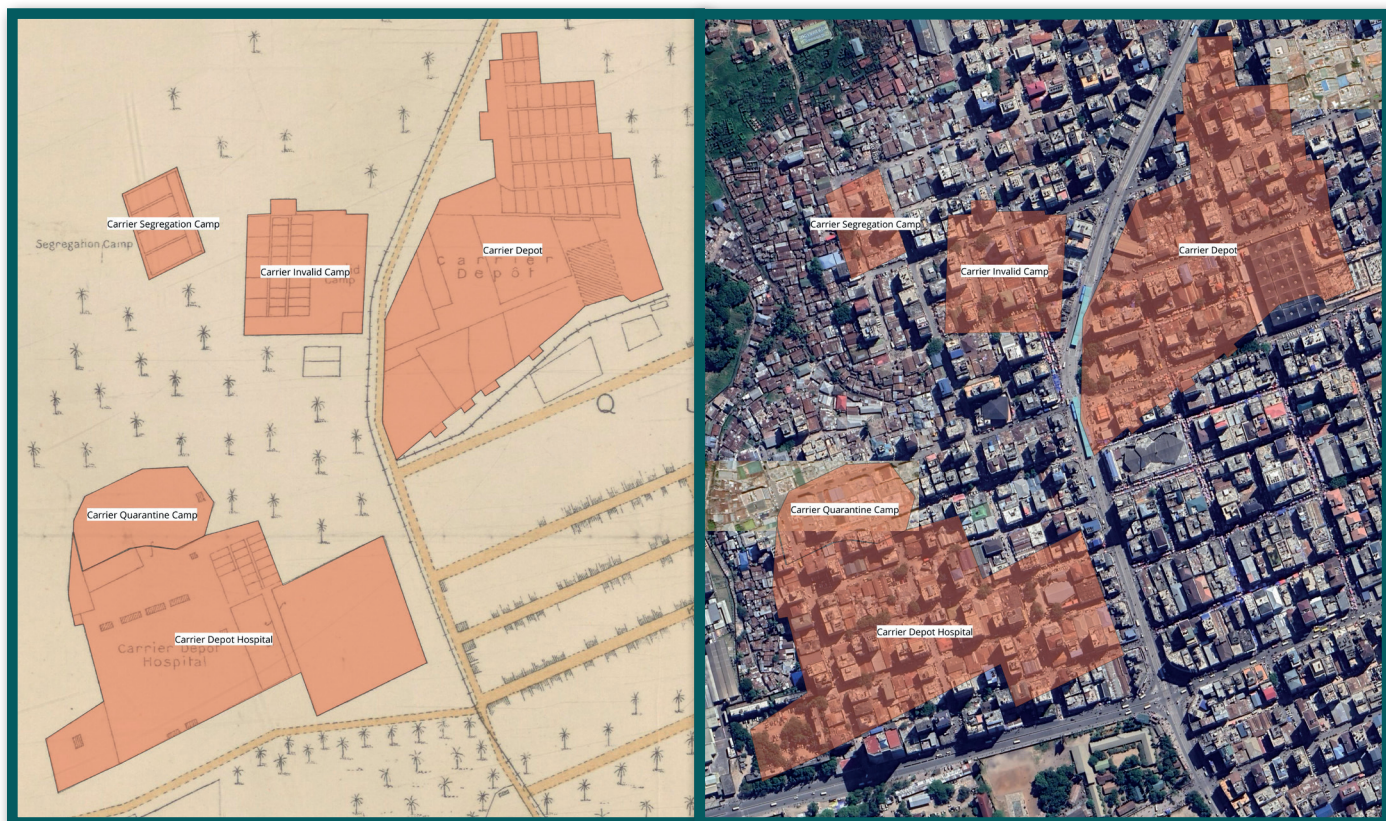 Carrier Segregation Camp
Segregation Camp
Carrier Invalid Camp
Camp
Carrier Depot
Carrier
Depôt
Q
Carrier Quarantine Camp
Carrier Depot Hospital
Carrier Depot
Hospital
Carrier Segregation Camp
Carrier Invalid Camp
Carrier Depot
Carrier Quarantine Camp
Carrier Depot Hospital